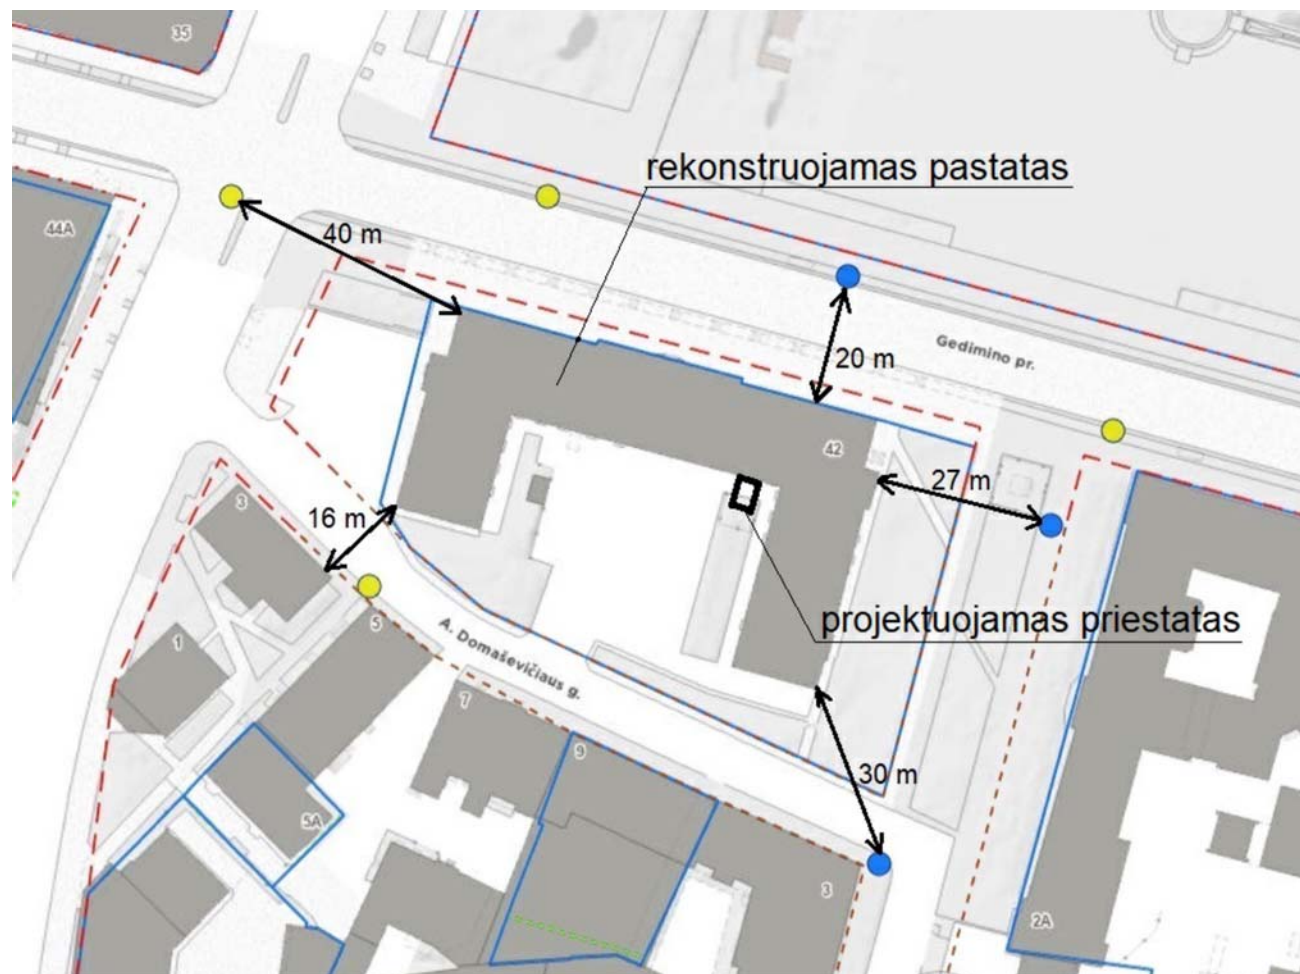 35
rekonstruojamas pastatas
44A
40 m
Gedimino pr.
20 m
42
27 m
3
16 m
projektuojamas priestatas
5
A. Domaševičiaus g.
1
7
9
30 m
5A
3
2A